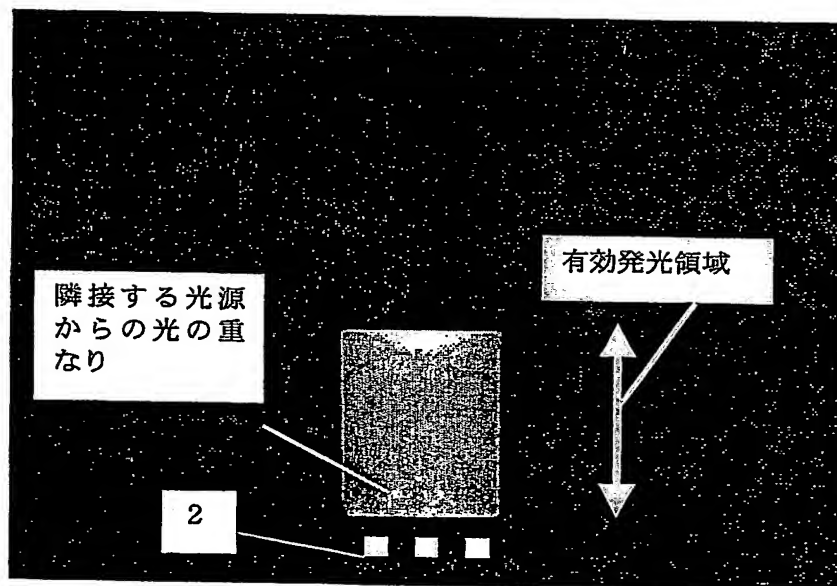 隣接する光源
からの光の重
なり
有効発光領域
2